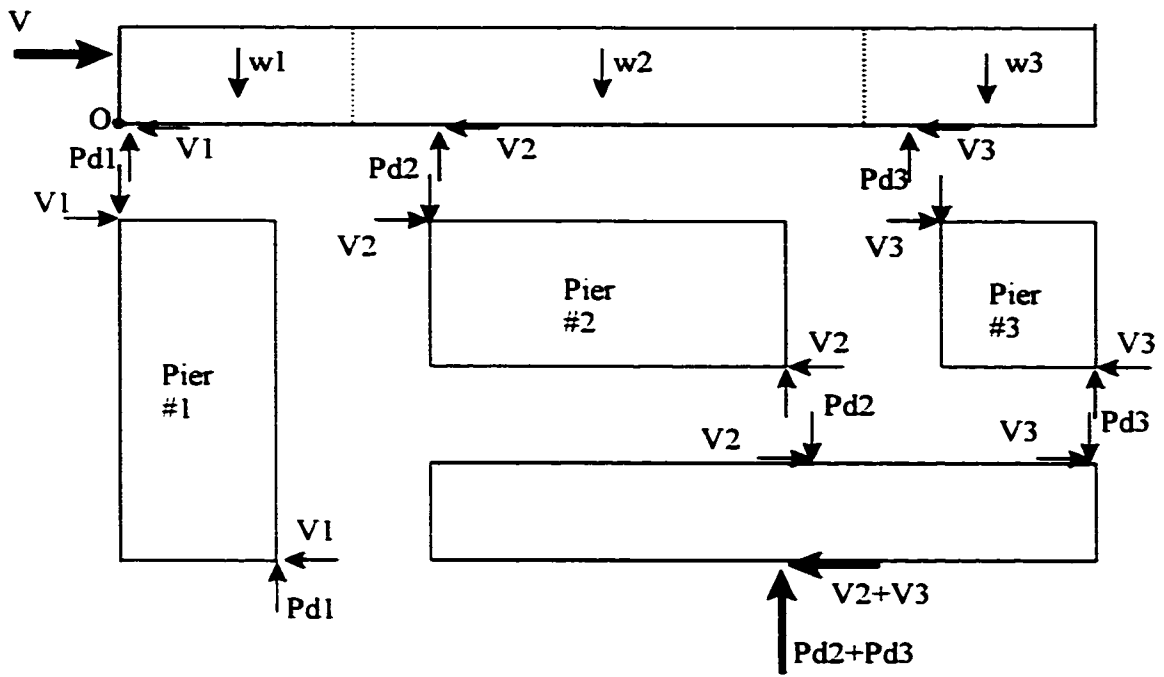 V
w1
w2
w3
O
V1
V2
V3
Pd1
Pd2
Pd3
V1
V2
V3
Pier
#2
Pier
#3
V2
V3
Pier
#1
Pd2
Pd3
V2
V3
V1
V2+V3
Pd1
Pd2+Pd3